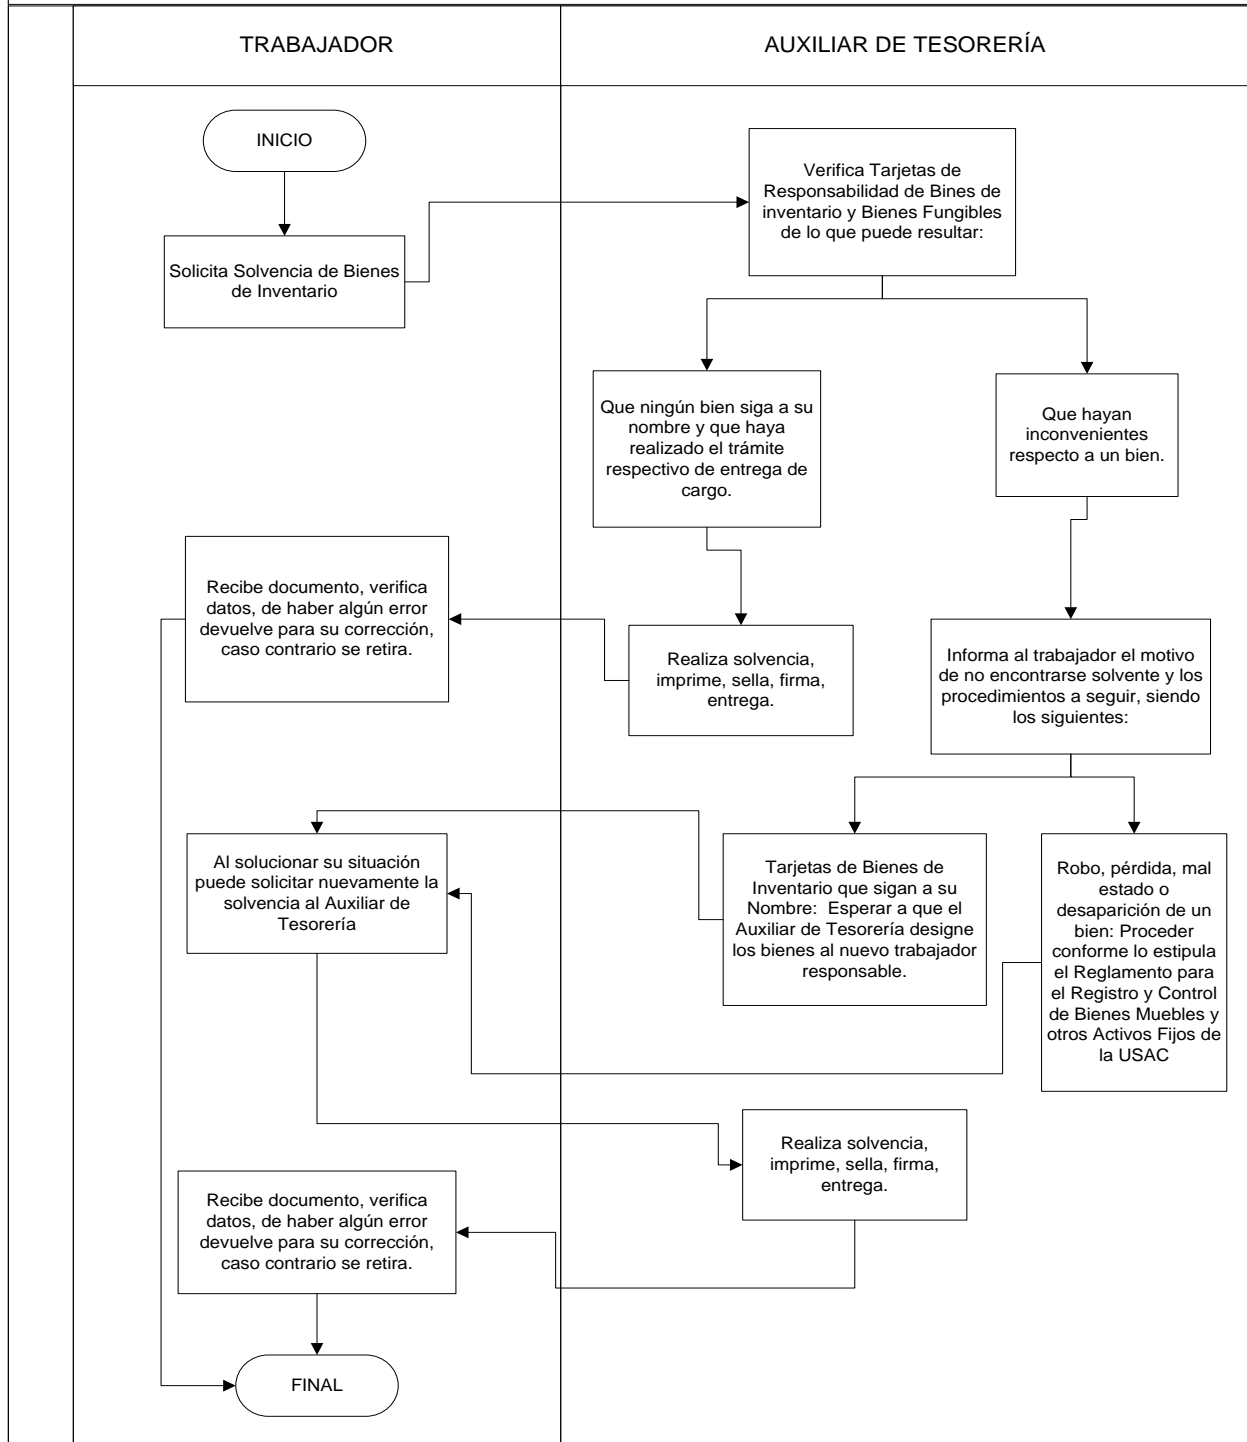 TRABAJADOR
AUXILIAR DE TESORERÍA
INICIO
Verifica Tarjetas de
Responsabilidad de Bines de
inventario y Bienes Fungibles
de lo que puede resultar:
Solicita Solvencia de Bienes
de Inventario
Que ningún bien siga a su
nombre y que haya
realizado el trámite
respectivo de entrega de
cargo.
Que hayan
inconvenientes
respecto a un bien.
Recibe documento, verifica
datos, de haber algún error
devuelve para su corrección,
caso contrario se retira.
Realiza solvencia,
imprime, sella, firma,
entrega.
Informa al trabajador el motivo
de no encontrarse solvente y los
procedimientos a seguir, siendo
los siguientes:
Al solucionar su situación
puede solicitar nuevamente la
solvencia al Auxiliar de
Tesorería
Tarjetas de Bienes de
Inventario que sigan a su
Nombre:  Esperar a que el
Auxiliar de Tesorería designe
los bienes al nuevo trabajador
responsable.
Robo, pérdida, mal
estado o
desaparición de un
bien: Proceder
conforme lo estipula
el Reglamento para
el Registro y Control
de Bienes Muebles y
otros Activos Fijos de
la USAC
Realiza solvencia,
imprime, sella, firma,
entrega.
Recibe documento, verifica
datos, de haber algún error
devuelve para su corrección,
caso contrario se retira.
FINAL